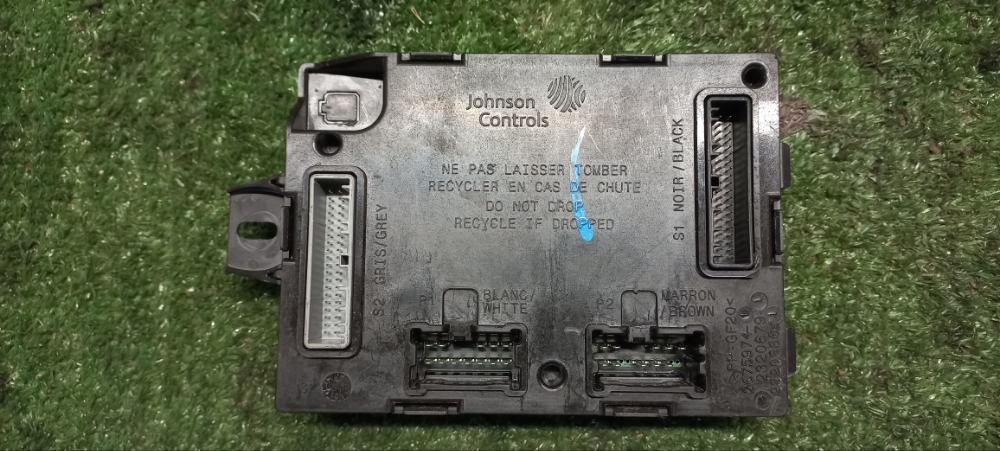 Johnson
Controls
NE PAS LAISSER TOMBER
RECYCLER EN CAS DE CHUTE
DO NOT DROP
RECYCLE IF DROPPED
S2 GRIS/GREY
S1 NOIR/BLACK
BLANC/
WHITE
P2 MARRON
/BROWN